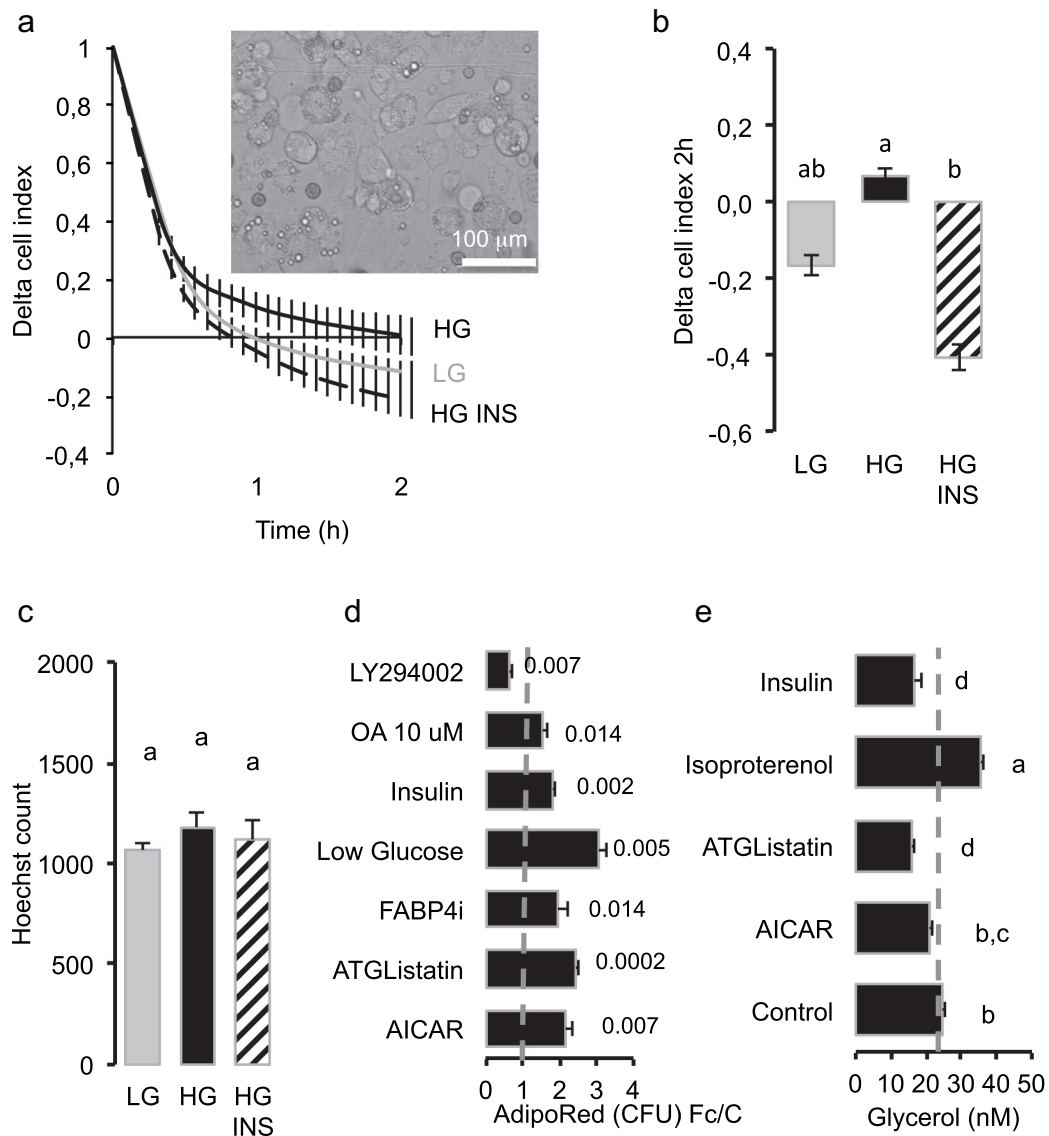 a
1
0,8
0,6
0,4
0,2
0
-0,2
-0,4
Delta cell index
0
1
2
Time (h)
100 μm
HG
LG
HG INS
b
0,4
0,2
0,0
-0,2
-0,4
-0,6
Delta cell index 2h
ab
a
b
LG
HG
HG
INS
c
2000
1500
1000
500
0
Hoechst count
a
a
a
LG
HG
HG
INS
d
LY294002
0.007
OA 10 uM
0.014
Insulin
0.002
Low Glucose
0.005
FABP4i
0.014
ATGListatin
0.0002
AICAR
0.007
0 1 2 3 4
AdipoRed (CFU) Fc/C
e
Insulin
d
Isoproterenol
a
ATGListatin
d
AICAR
b,c
Control
b
0 10 20 30 40 50
Glycerol (nM)